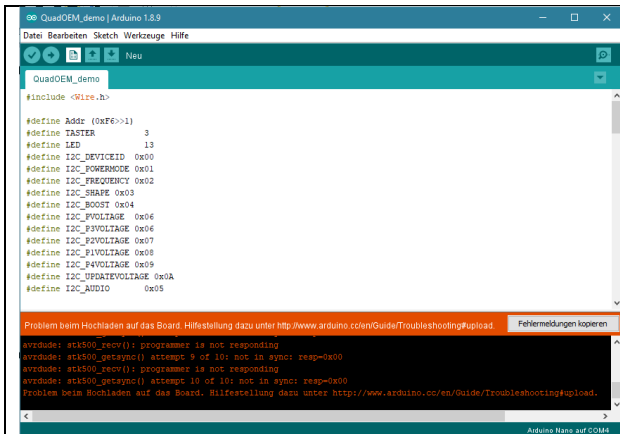 QuadOEM_demo | Arduino 1.8.9
Datei Bearbeiten Sketch Werkzeuge Hilfe
Neu
QuadOEM_demo
#include <Wire.h>
#define Addr (0xF6>>1)
#define TASTER 3
#define LED 13
#define I2C_DEVICEID 0x00
#define I2C_POWERMODE 0x01
#define I2C_FREQUENCY 0x02
#define I2C_SHAPE 0x03
#define I2C_BOOST 0x04
#define I2C_PVOLTAGE 0x06
#define I2C_P3VOLTAGE 0x06
#define I2C_P2VOLTAGE 0x07
#define I2C_P1VOLTAGE 0x08
#define I2C_P4VOLTAGE 0x09
#define I2C_UPDATEVOLTAGE 0x0A
#define I2C_AUDIO 0x05
Problem beim Hochladen auf das Board. Hilfestellung dazu unter http://www.arduino.cc/en/Guide/Troubleshooting#upload.
Fehlermeldungen kopieren
avrdude: stk500_recv(): programmer is not responding
avrdude: stk500_getsync() attempt 9 of 10: not in sync: resp=0x00
avrdude: stk500_recv(): programmer is not responding
avrdude: stk500_getsync() attempt 10 of 10: not in sync: resp=0x00
Problem beim Hochladen auf das Board. Hilfestellung dazu unter http://www.arduino.cc/en/Guide/Troubleshooting#upload.
Arduino Nano auf COM4